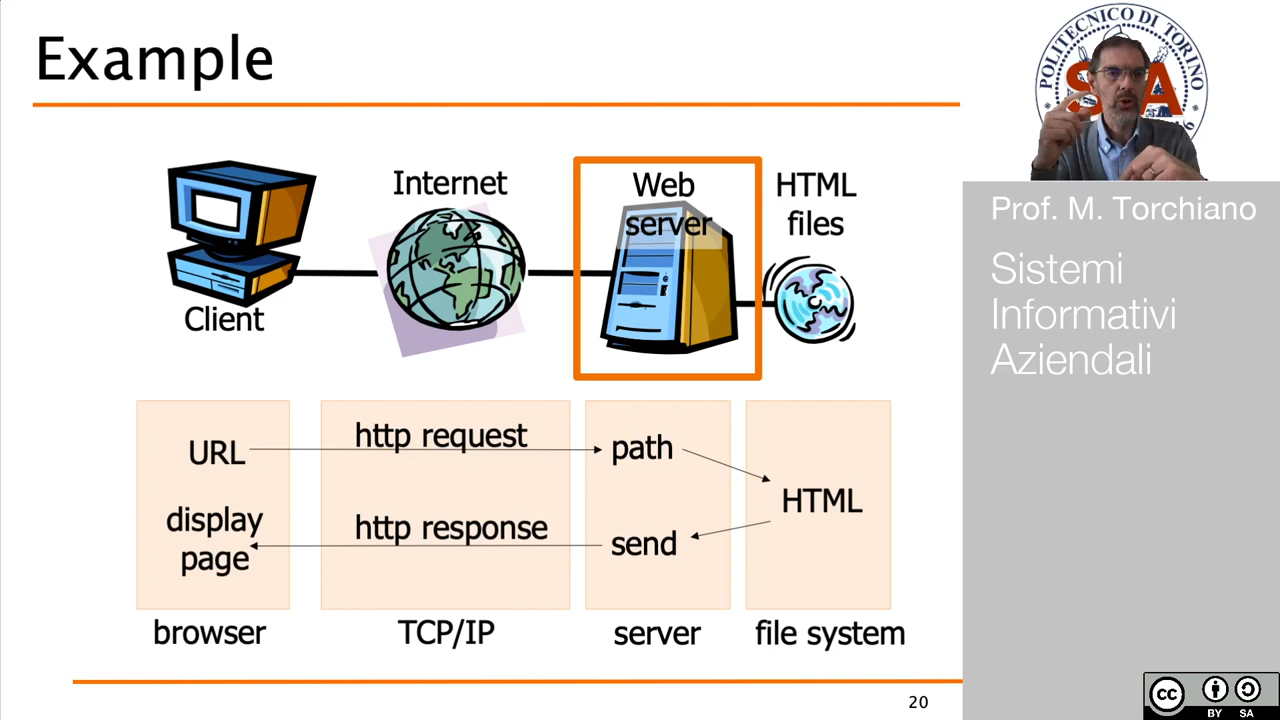 Example
Client
Internet
Web
server
HTML
files
URL
http request
path
HTML
display
page
http response
send
browser
TCP/IP
server
file system
20
POLITECNICO DI TORINO
S A
Prof. M. Torchiano
Sistemi
Informativi
Aziendali
cc
BY SA